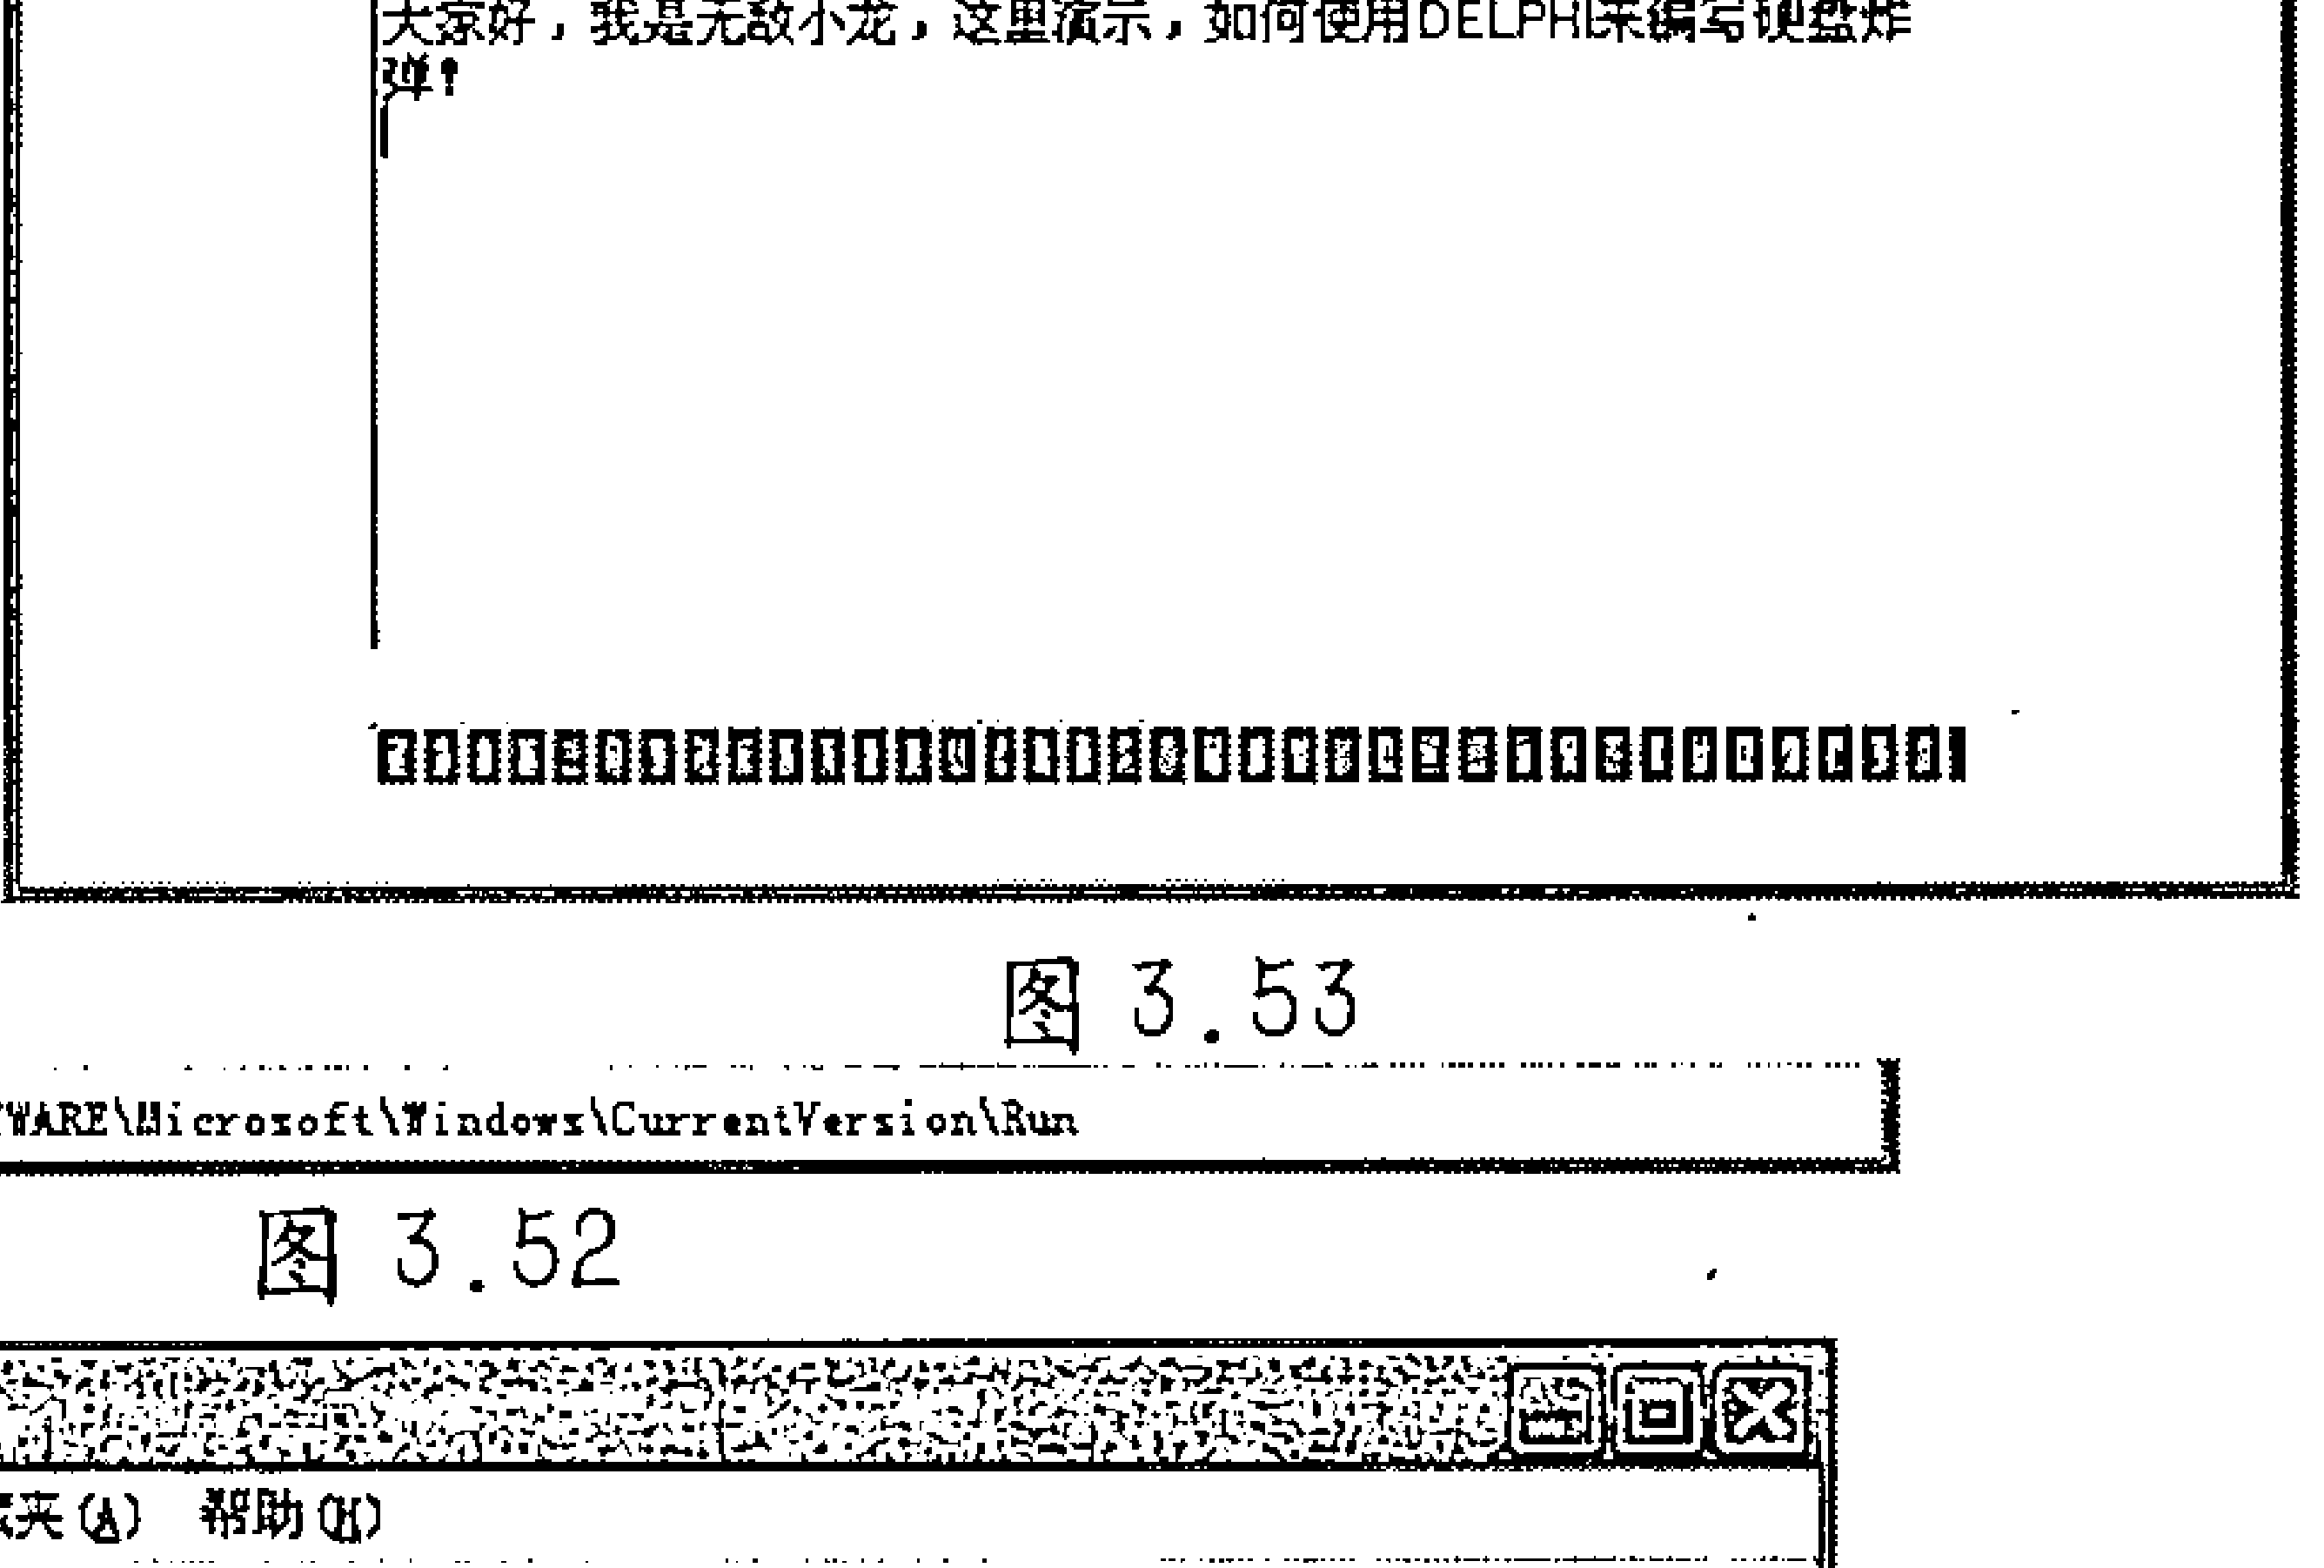 大家好，我是无敌小龙，这里演示，如何使用DELPHI来编写硬盘炸
弹！
图 3.53
WARE\Microsoft\Windows\CurrentVersion\Run
图 3.52
夹(A) 帮助(H)